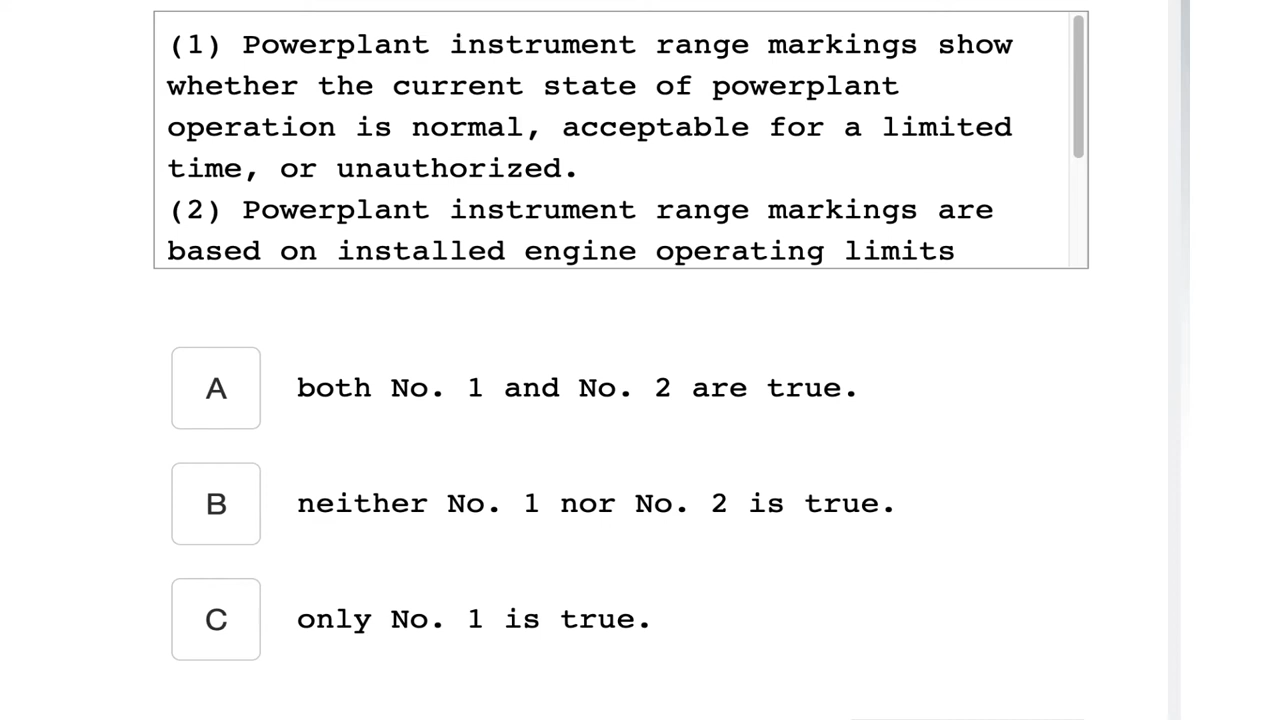 (1) Powerplant instrument range markings show
whether the current state of powerplant
operation is normal, acceptable for a limited
time, or unauthorized.
(2) Powerplant instrument range markings are
based on installed engine operating limits
A both No. 1 and No. 2 are true.
B neither No. 1 nor No. 2 is true.
C only No. 1 is true.